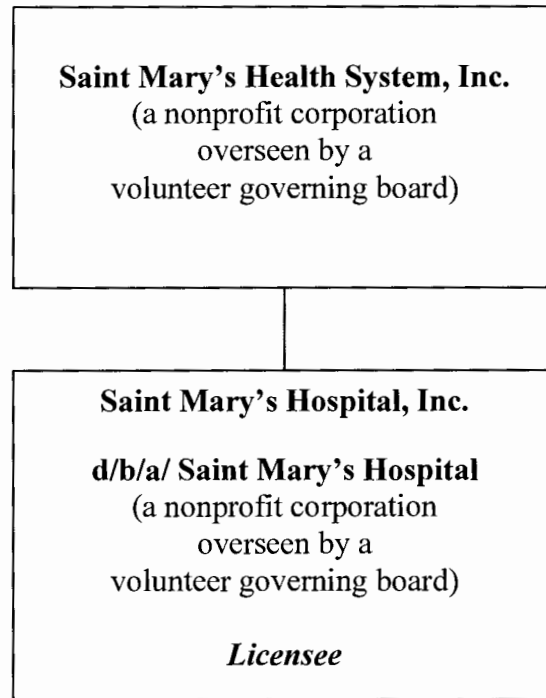 Saint Mary's Health System, Inc.
(a nonprofit corporation
overseen by a
volunteer governing board)
Saint Mary's Hospital, Inc.
d/b/a/ Saint Mary's Hospital
(a nonprofit corporation
overseen by a
volunteer governing board)
Licensee